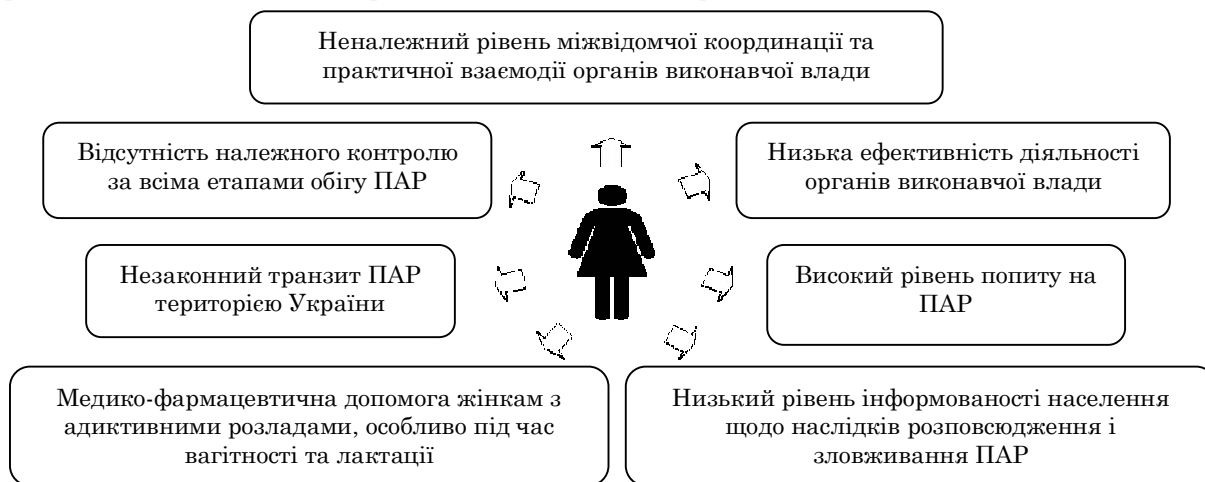 Неналежний рівень міжвідомчої координації та
практичної взаємодії органів виконавчої влади
Відсутність належного контролю
за всіма етапами обігу ПАР
Низька ефективність діяльності
органів виконавчої влади
Незаконний транзит ПАР
територією України
Високий рівень попиту на
ПАР
Медико-фармацевтична допомога жінкам з
адиктивними розладами, особливо під час
вагітності та лактації
Низький рівень інформованості населення
щодо наслідків розповсюдження і
зловживання ПАР